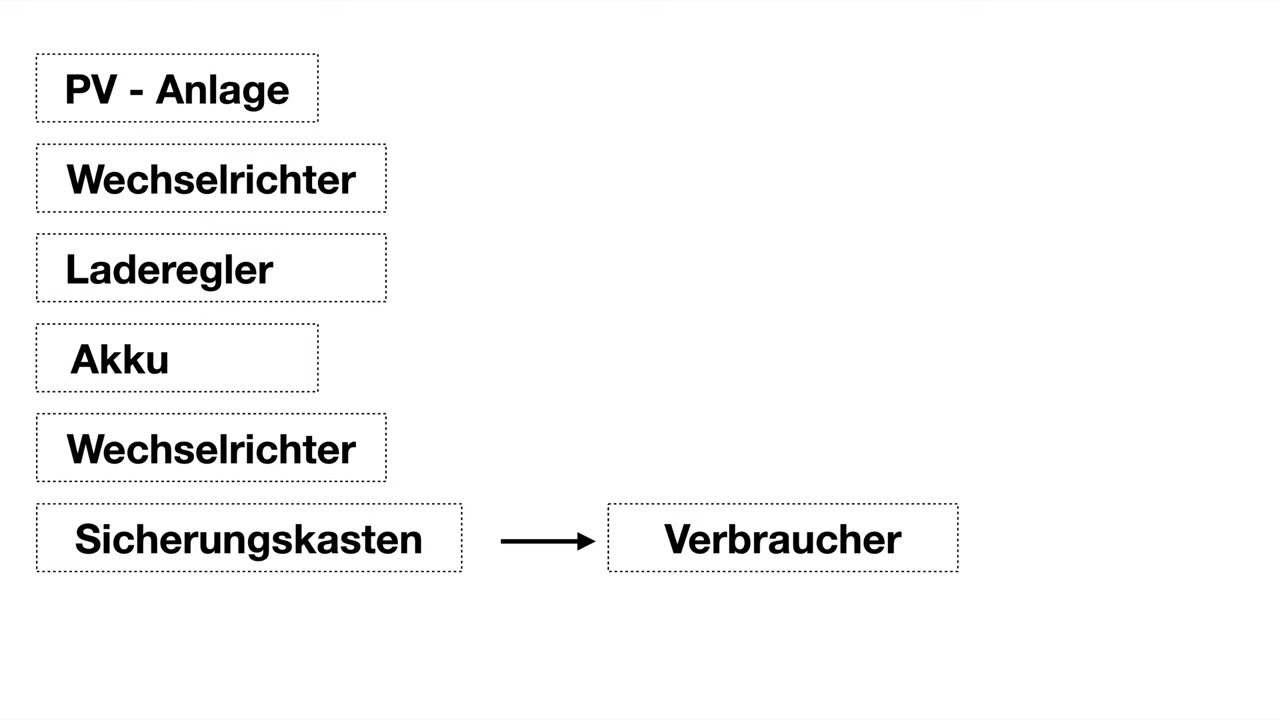 PV - Anlage
Wechselrichter
Laderegler
Akku
Wechselrichter
Sicherungskasten
Verbraucher